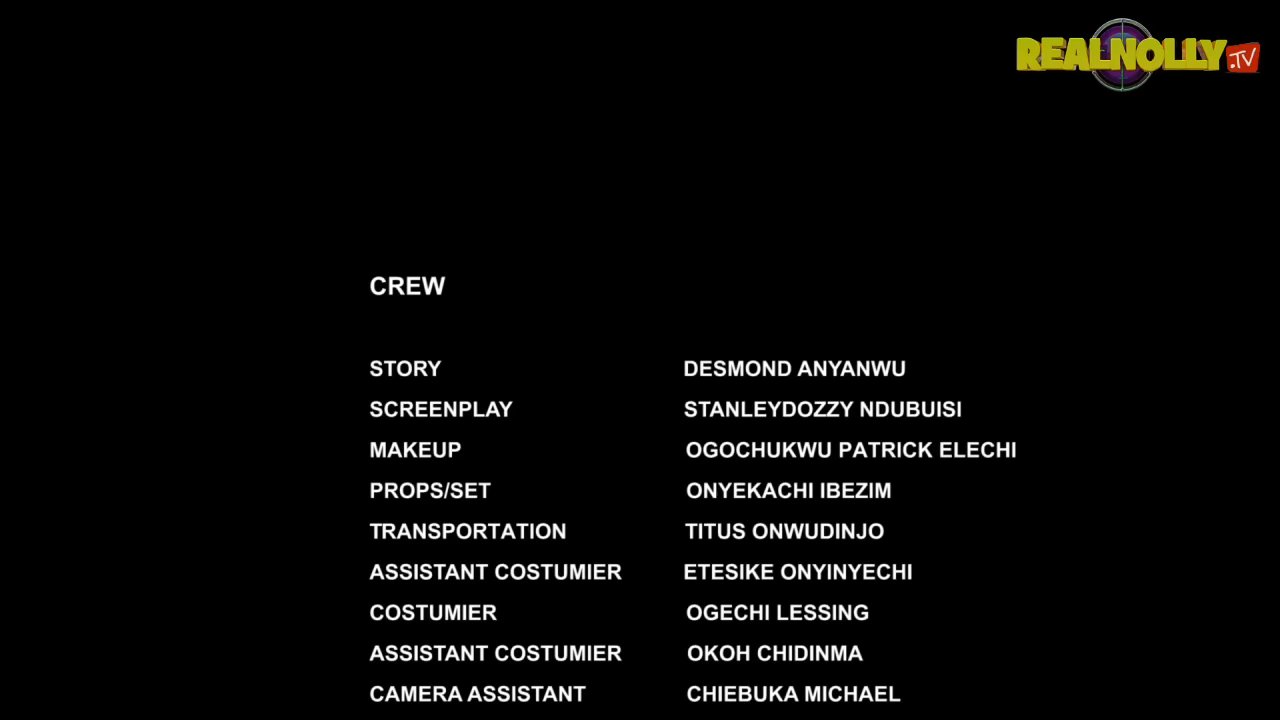 REALNOLLY.TV
CREW
STORY DESMOND ANYANWU
SCREENPLAY STANLEYDOZZY NDUBUISI
MAKEUP OGOCHUKWU PATRICK ELECHI
PROPS/SET ONYEKACHI IBEZIM
TRANSPORTATION TITUS ONWUDINJO
ASSISTANT COSTUMIER ETESIKE ONYINYECHI
COSTUMIER OGECHI LESSING
ASSISTANT COSTUMIER OKOH CHIDINMA
CAMERA ASSISTANT CHIEBUKA MICHAEL